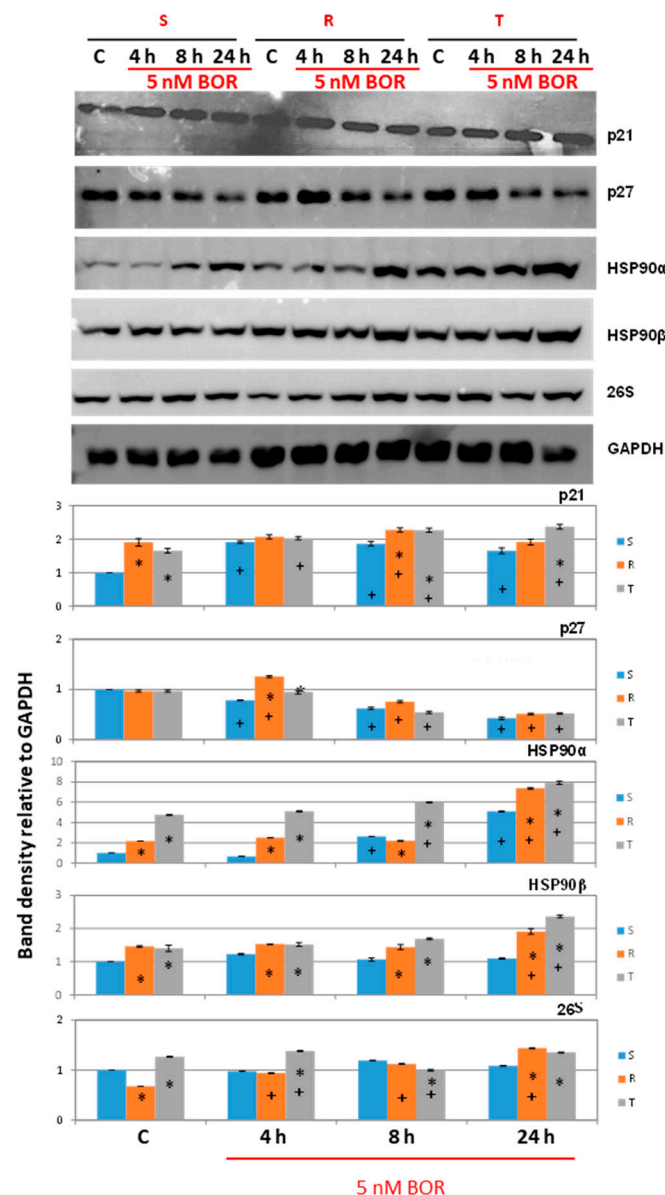 S R T
C 4 h 8 h 24 h C 4 h 8 h 24 h C 4 h 8 h 24 h
5 nM BOR 5 nM BOR 5 nM BOR
p21
p27
HSP90α
HSP90β
26S
GAPDH
Band density relative to GAPDH
p21
3
2
1
0
* * + + * + * + + * +
S
R
T
p27
2
1
0
+ * + * + + + + + +
S
R
T
HSP90α
10
8
6
4
2
0
* * * * + * * + + * + * +
S
R
T
HSP90β
3
2
1
0
* * * * * * * + * +
S
R
T
26S
2
1
0
* * + * + + * + * + *
S
R
T
C 4 h 8 h 24 h
5 nM BOR